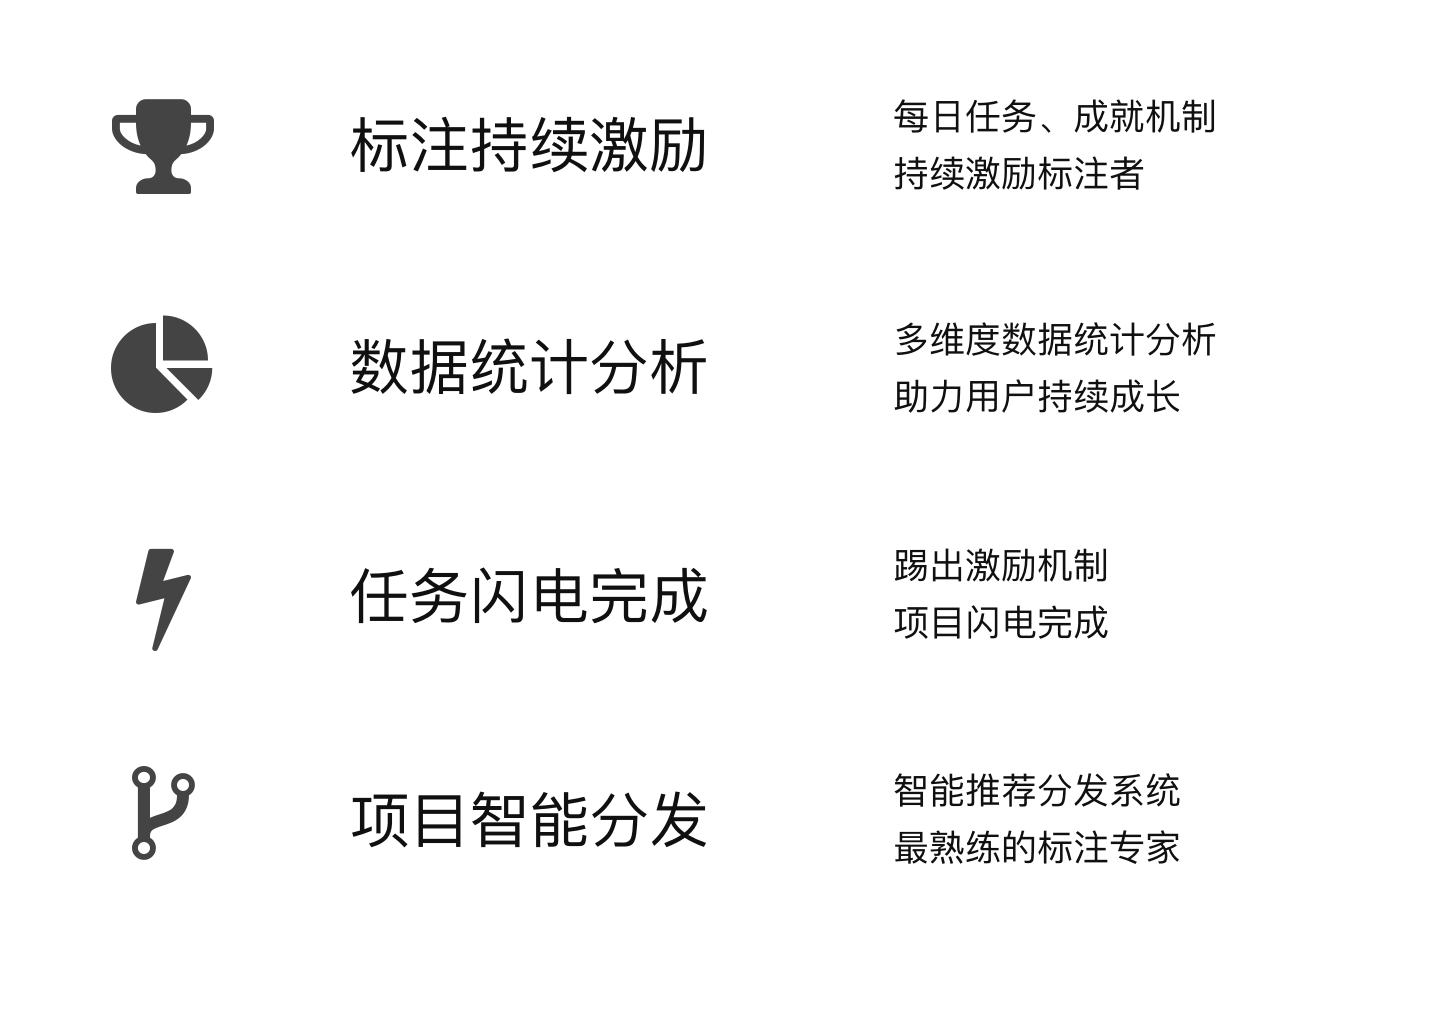 标注持续激励
每日任务、成就机制
持续激励标注者
数据统计分析
多维度数据统计分析
助力用户持续成长
任务闪电完成
踢出激励机制
项目闪电完成
项目智能分发
智能推荐分发系统
最熟练的标注专家